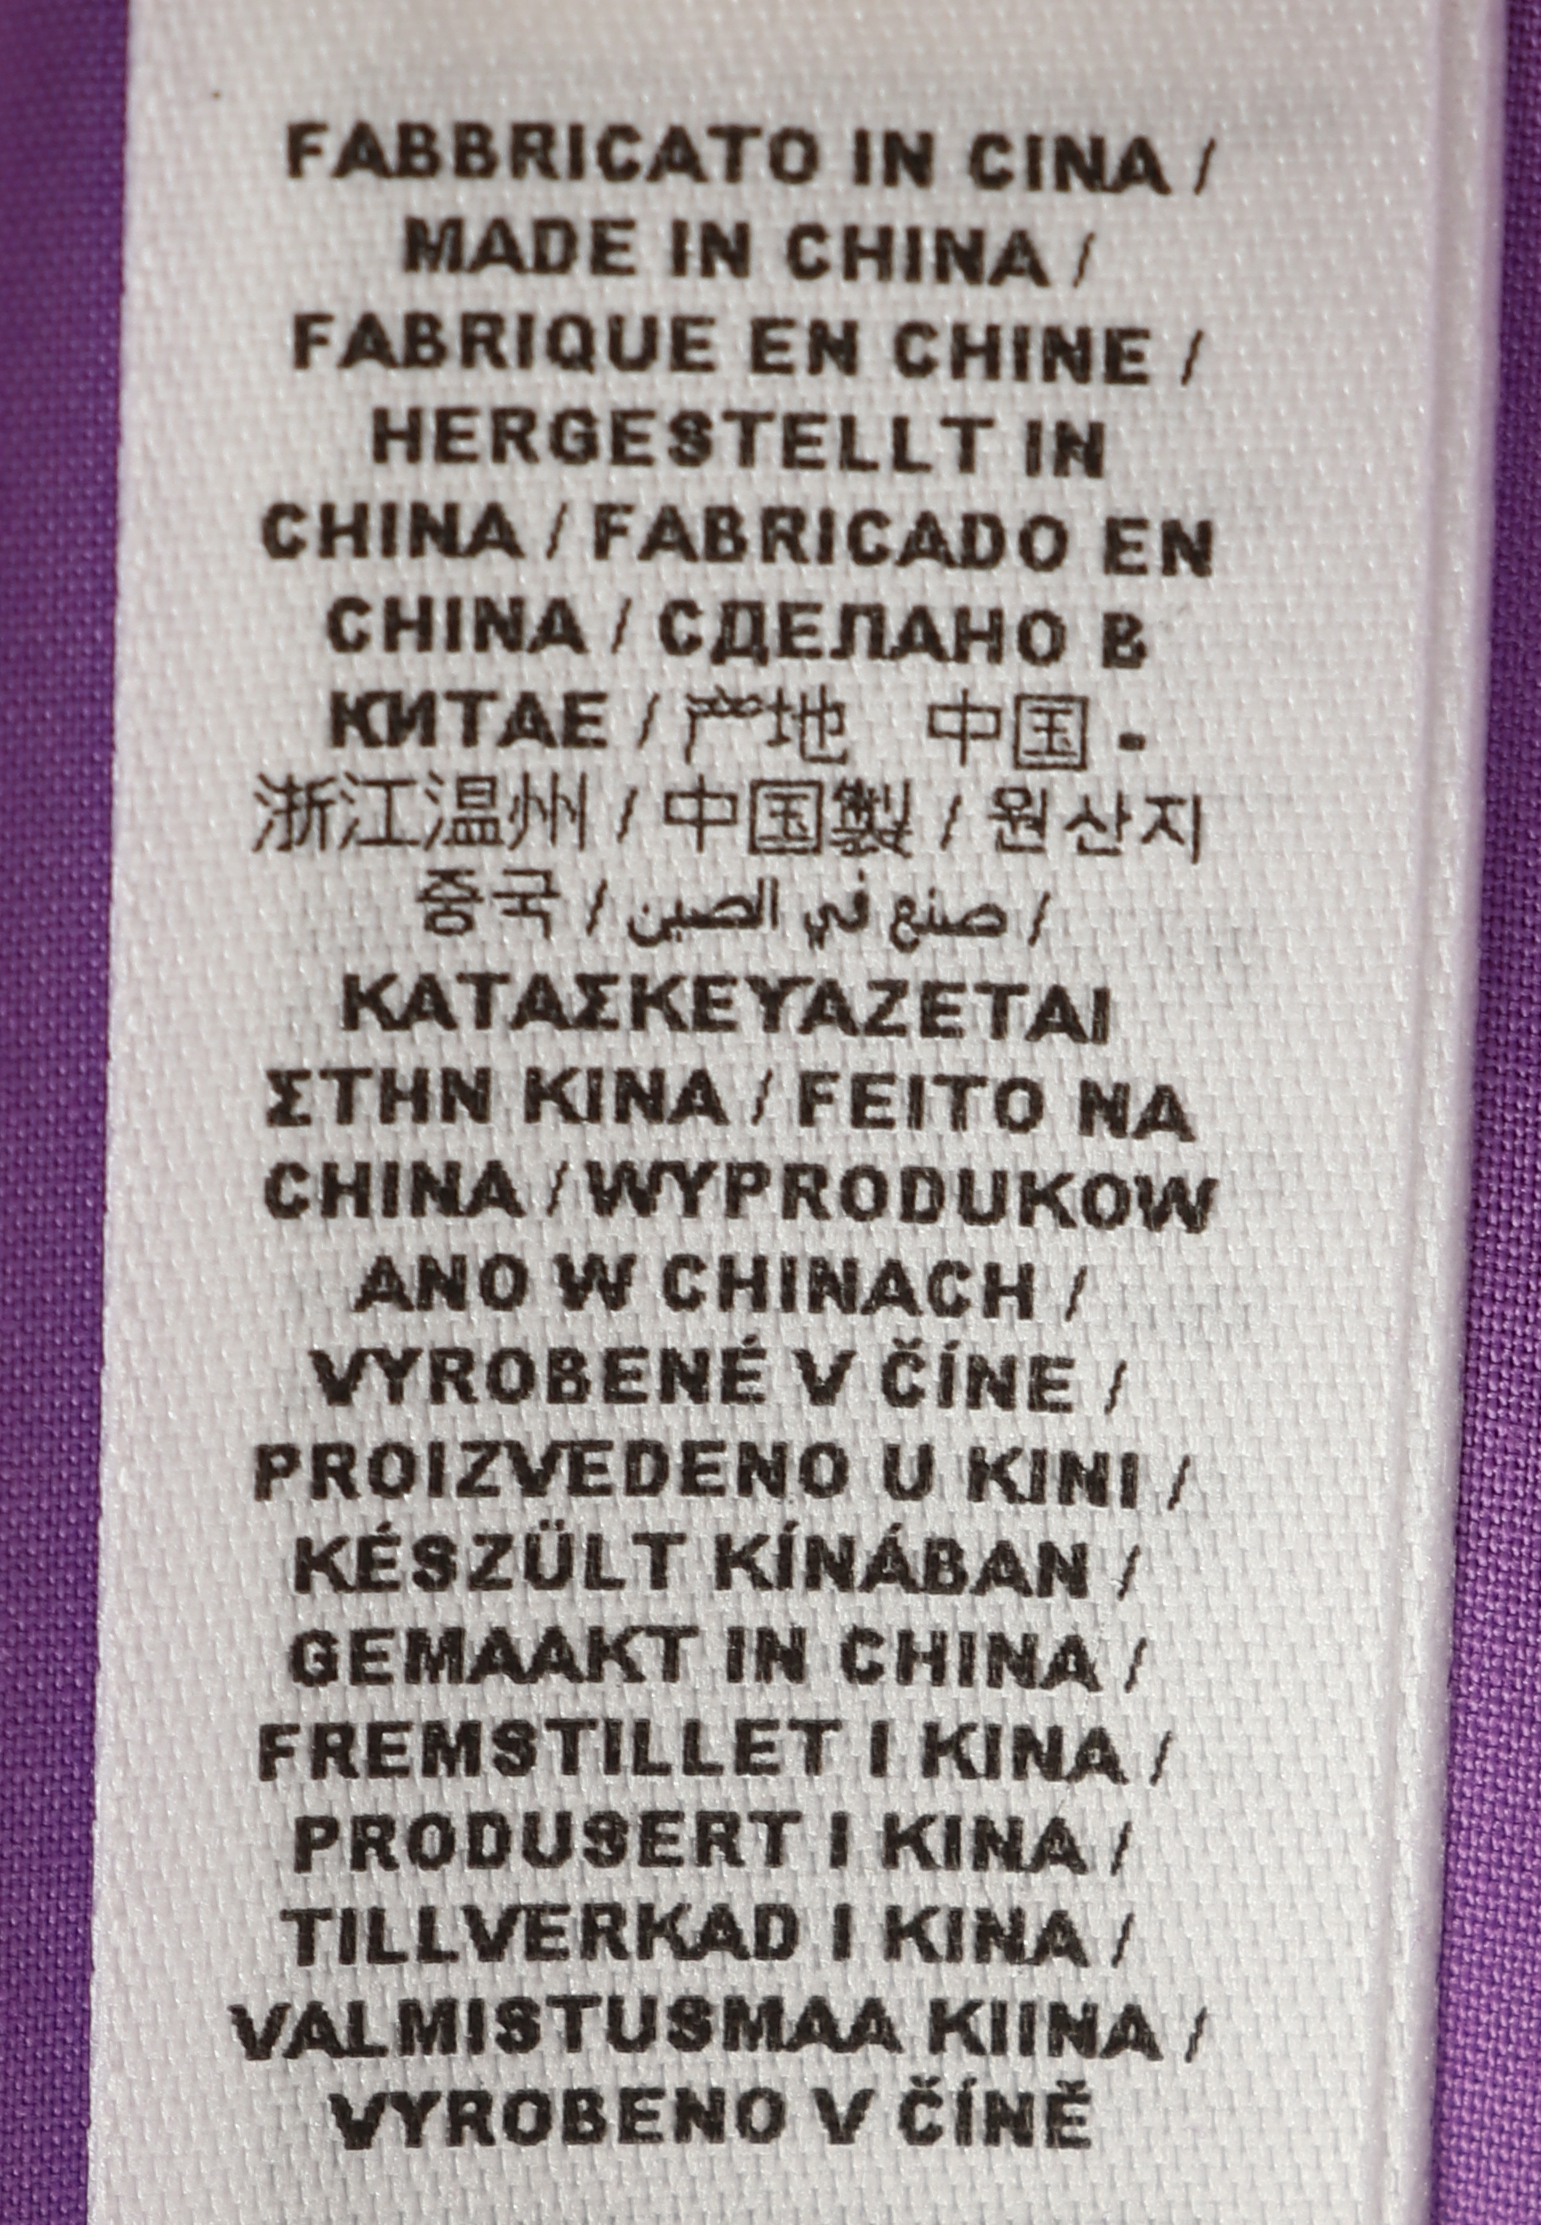 FABBRICATO IN CINA /
MADE IN CHINA /
FABRIQUE EN CHINE /
HERGESTELLT IN
CHINA / FABRICADO EN
CHINA / СДЕЛАНО В
КИТАЕ / 产地 中国 -
浙江温州 / 中国製 / 원산지
중국 / صنع في الصين /
ΚΑΤΑΣΚΕΥΑΖΕΤΑΙ
ΣΤΗΝ ΚΙΝΑ / FEITO NA
CHINA / WYPRODUKOW
ANO W CHINACH /
VYROBENÉ V ČÍNE /
PROIZVEDENO U KINI /
KÉSZÜLT KÍNÁBAN /
GEMAAKT IN CHINA /
FREMSTILLET I KINA /
PRODUSERT I KINA /
TILLVERKAD I KINA /
VALMISTUSMAA KIINA /
VYROBENO V ČÍNĚ